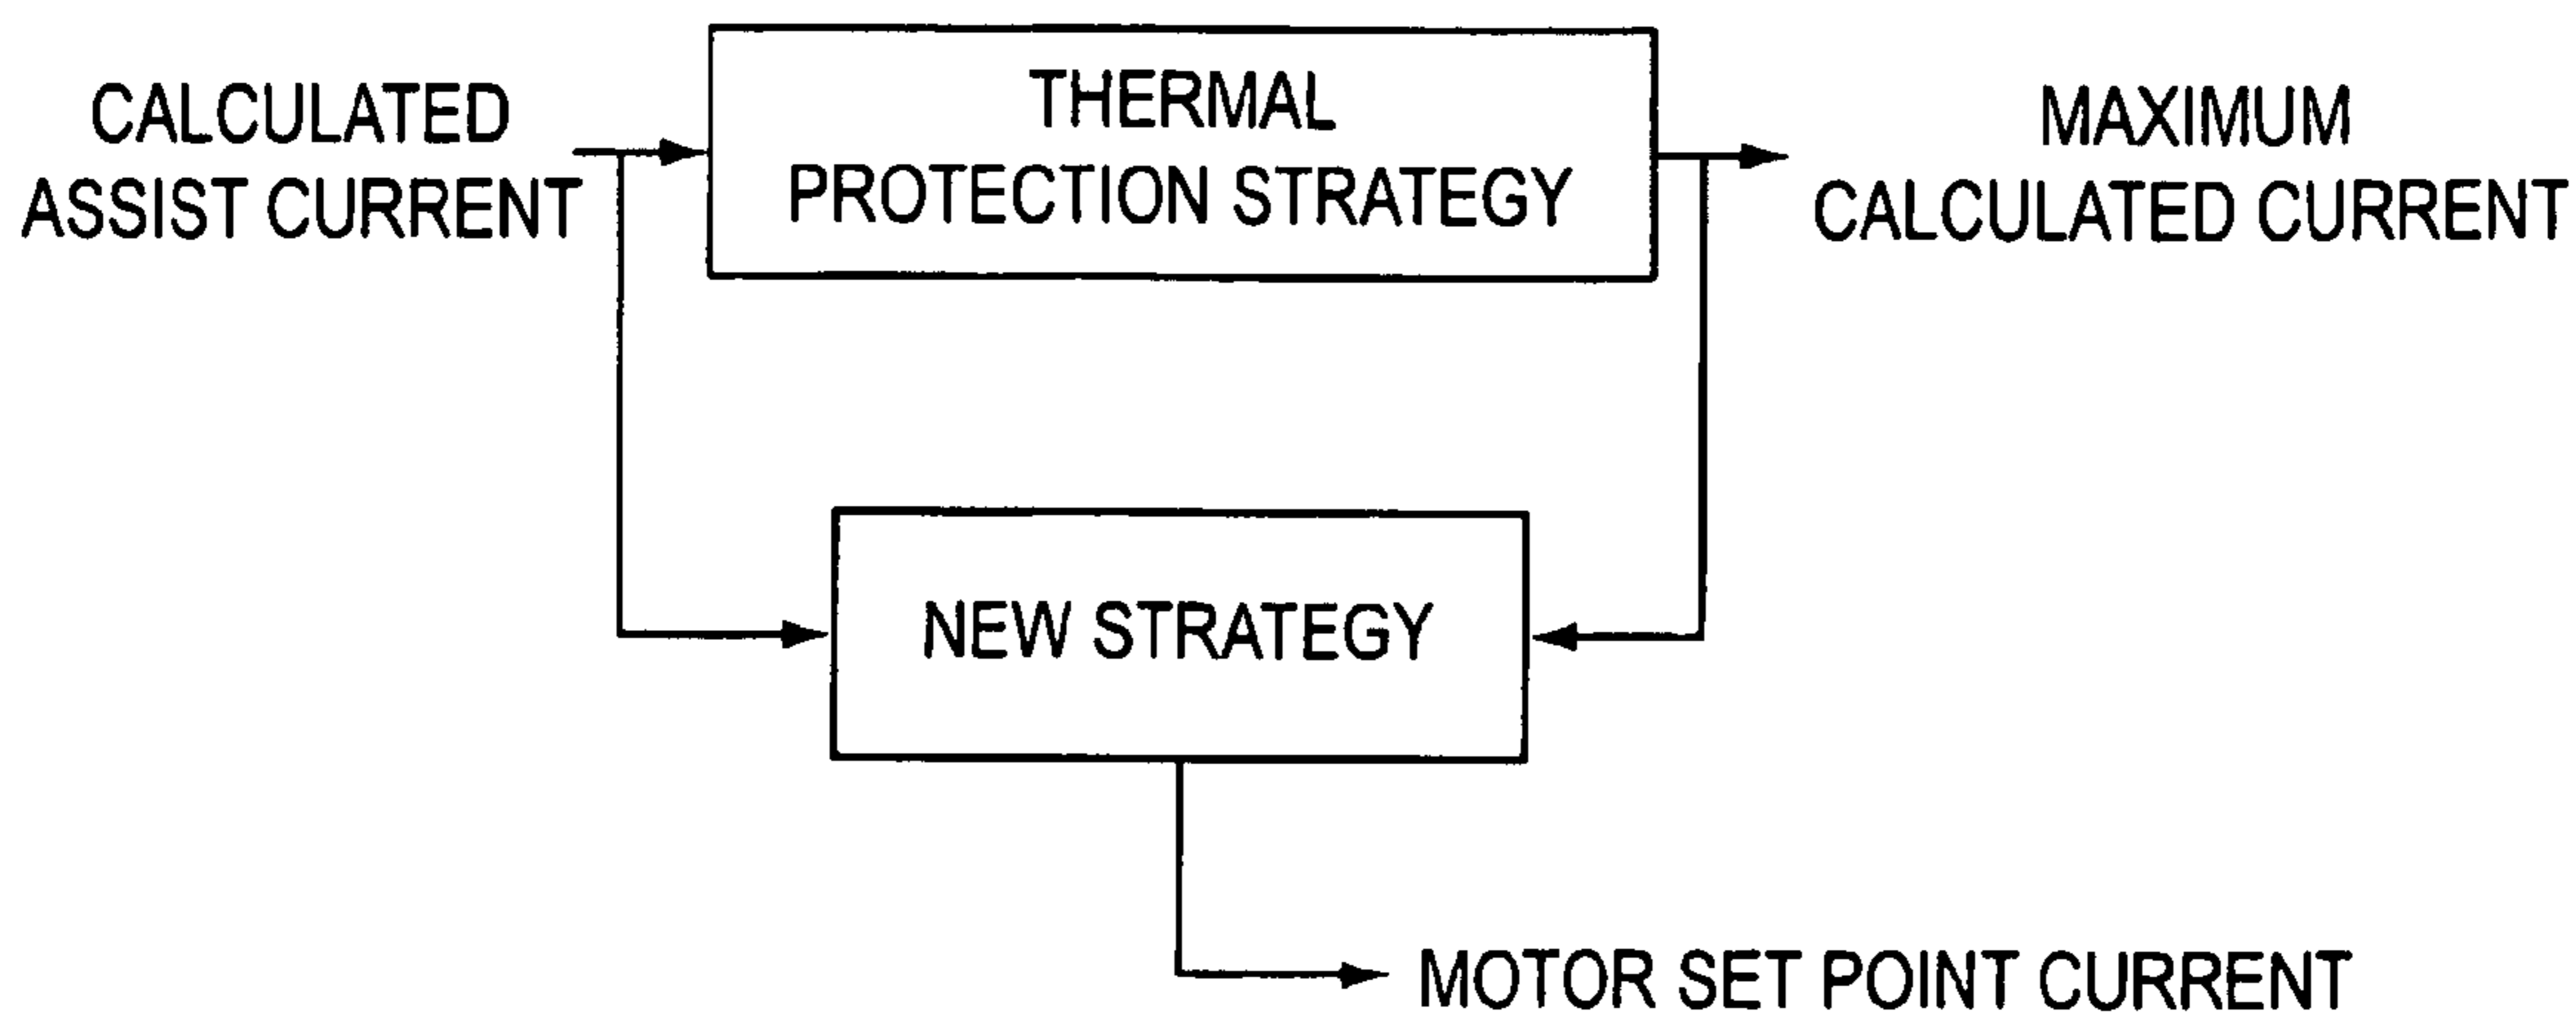 CALCULATED
ASSIST CURRENT
THERMAL
PROTECTION STRATEGY
MAXIMUM
CALCULATED CURRENT
NEW STRATEGY
MOTOR SET POINT CURRENT